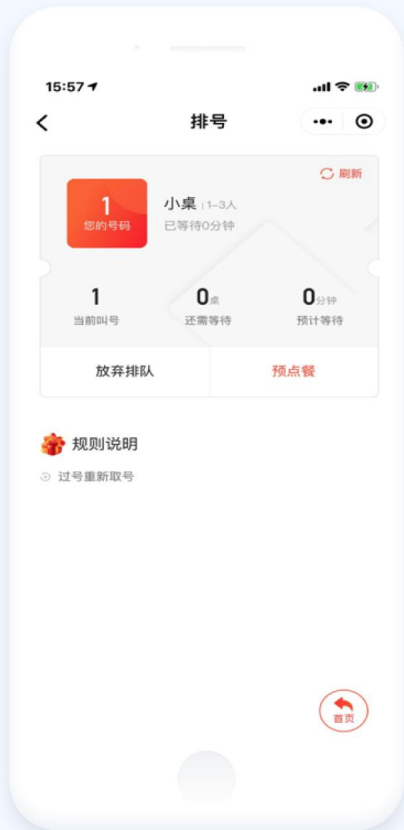 15:57
排号
刷新
1
您的号码
小桌 | 1-3人
已等待0分钟
1
当前叫号
0桌
还需等待
0分钟
预计等待
放弃排队
预点餐
规则说明
过号重新取号
首页